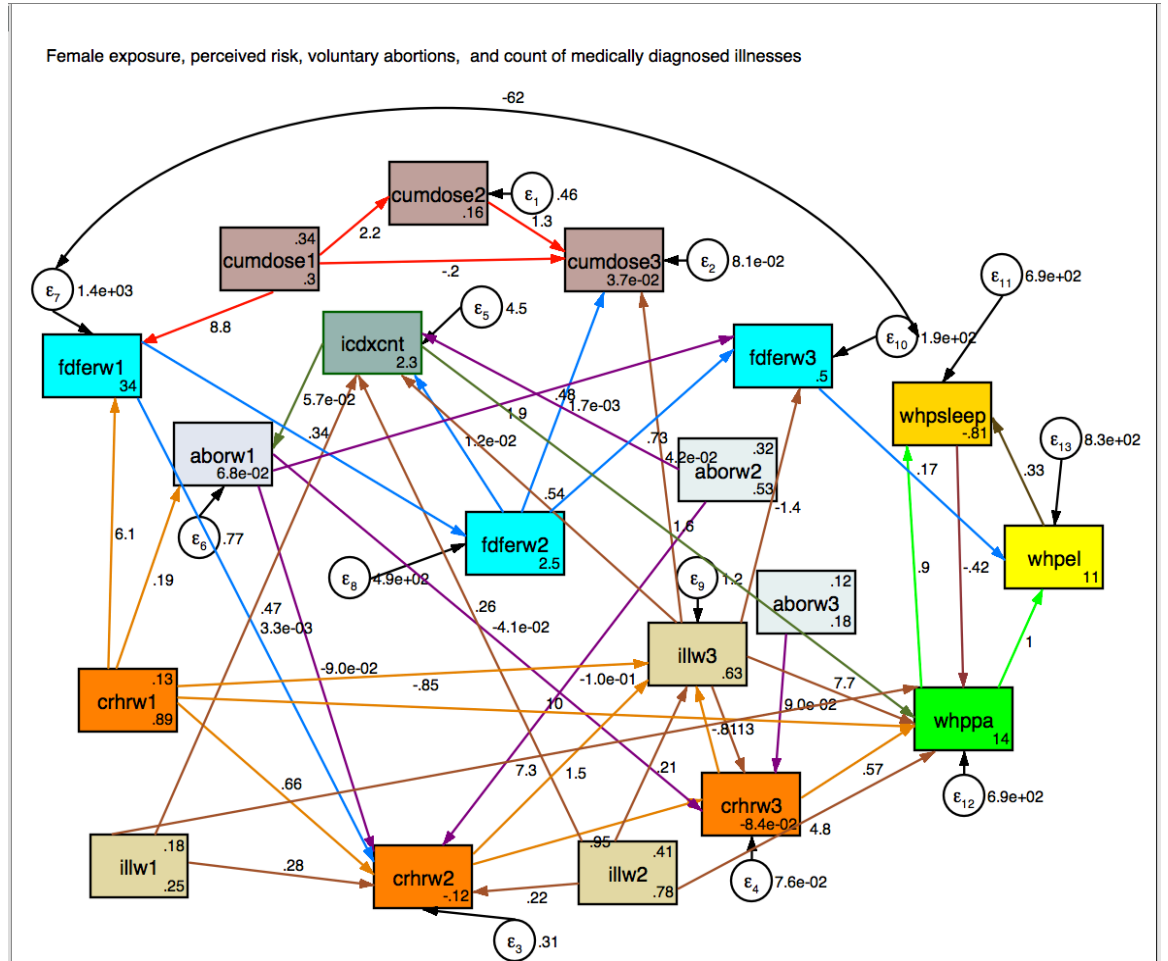 Female exposure, perceived risk, voluntary abortions,  and count of medically diagnosed illnesses
-62
cumdose2
.16
ε1 .46
2.2
1.3
.34
cumdose1
.3
-.2
cumdose3
3.7e-02
ε2 8.1e-02
ε11 6.9e+02
ε7 1.4e+03
8.8
ε5 4.5
icdxcnt
2.3
fdferw1
34
fdferw3
.5
ε10 1.9e+02
whpsleep
-.81
5.7e-02
.48
1.9
1.7e-03
.34
1.2e-02
.73
4.2e-02
aborw1
6.8e-02
.32
aborw2
.53
ε13 8.3e+02
.17
.33
.54
-1.4
1.6
6.1
ε6 .77
fdferw2
2.5
whpel
11
.19
ε8 4.9e+02
ε9 1.2
.12
aborw3
.18
.9
-.42
.47
3.3e-03
.26
-4.1e-02
1
illw3
.63
-9.0e-02
-.85
-1.0e-01
7.7
.13
crhrw1
.89
10
9.0e-02
whppa
14
-.8113
7.3
1.5
.21
.57
.66
crhrw3
-8.4e-02
ε12 6.9e+02
4.8
.18
illw1
.25
.28
crhrw2
-.12
.95
.41
illw2
.78
.22
ε4 7.6e-02
ε3 .31